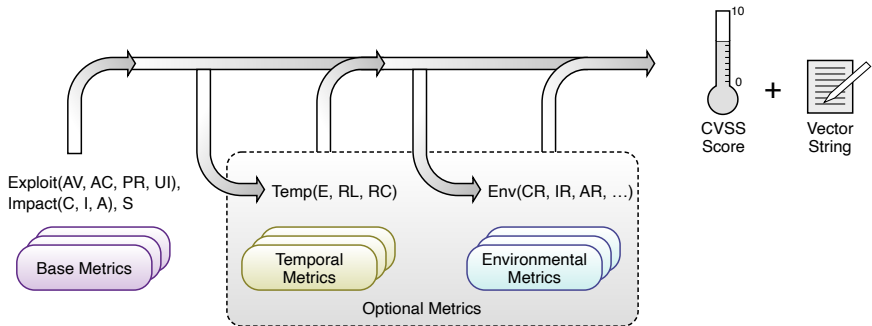 10
0
+
CVSS
Score
Vector
String
Exploit(AV, AC, PR, UI),
Impact(C, I, A), S
Temp(E, RL, RC)
Env(CR, IR, AR, …)
Base Metrics
Temporal
Metrics
Environmental
Metrics
Optional Metrics